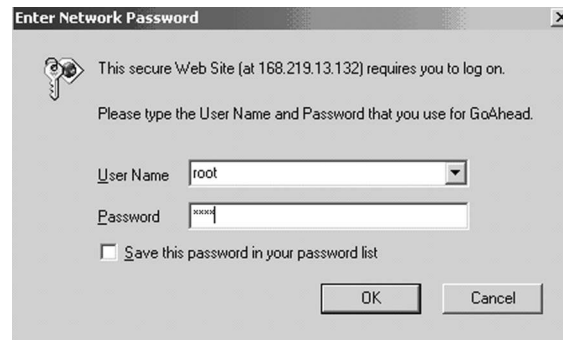 Enter Network Password
This secure Web Site (at 168.219.13.132) requires you to log on.
Please type the User Name and Password that you use for GoAhead.
User Name
root
Password
××××
Save this password in your password list
OK
Cancel